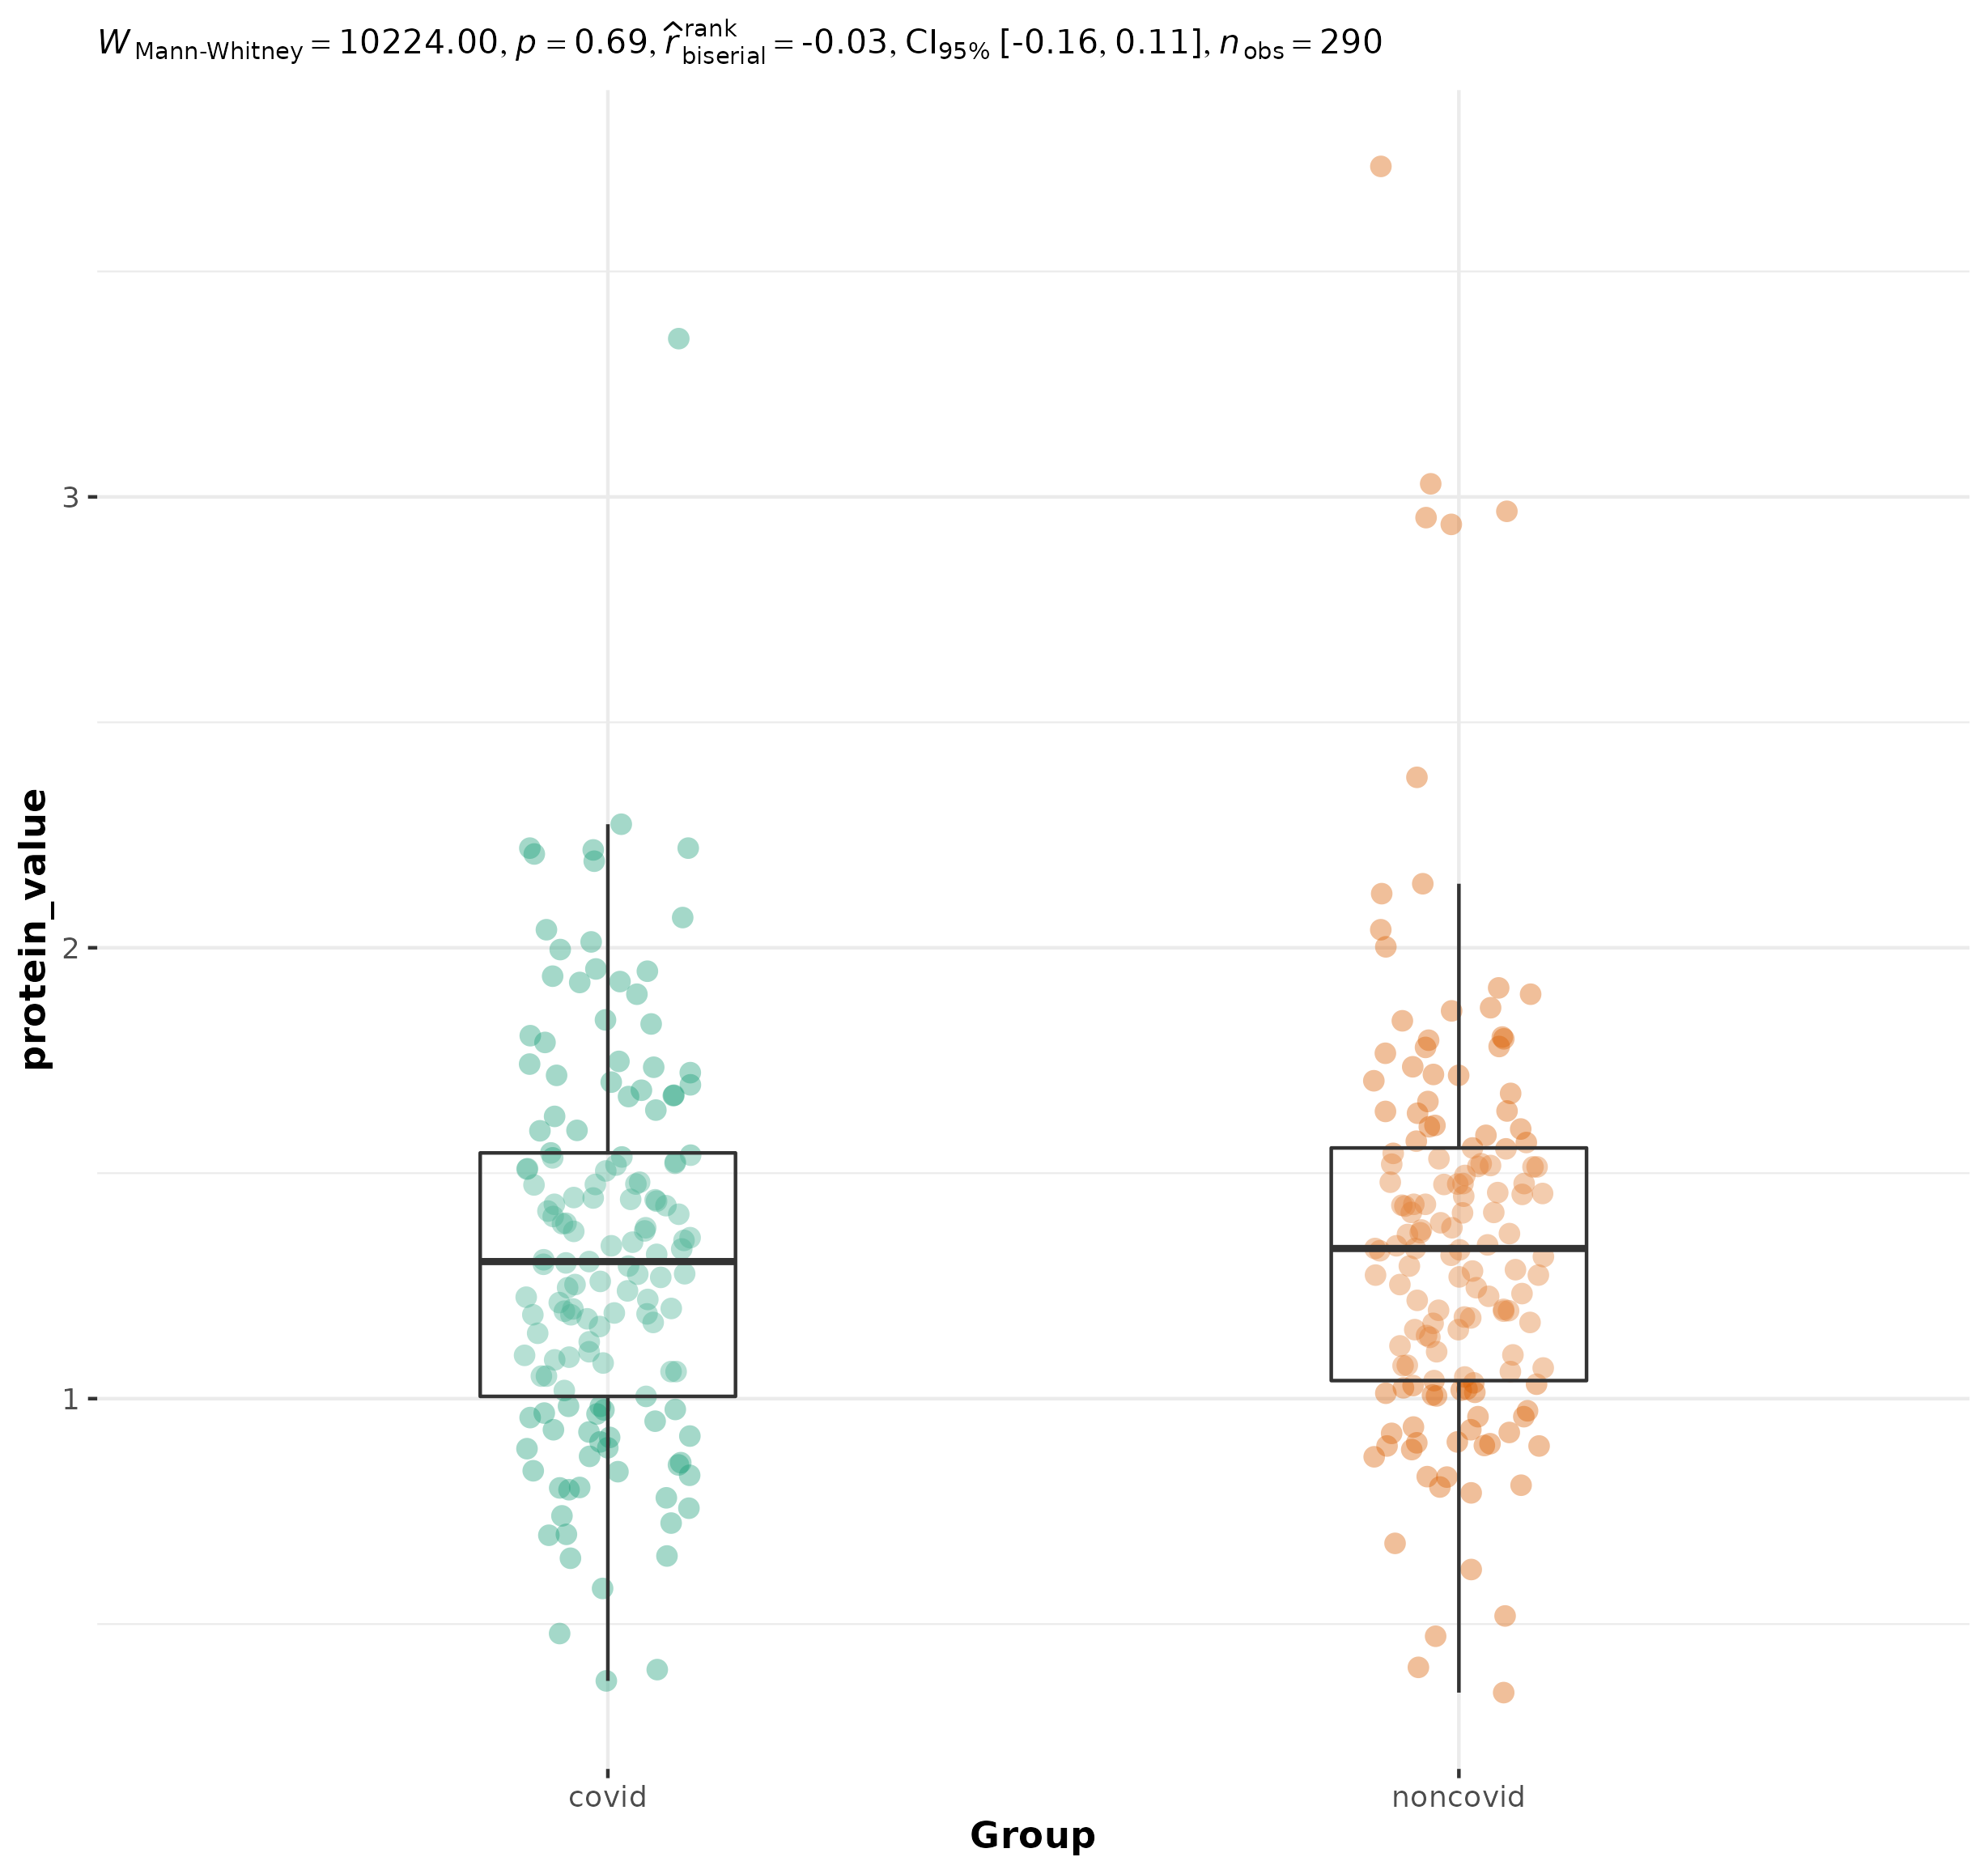 W Mann-Whitney = 10224.00, p = 0.69, r̂ rank biserial = -0.03, CI95% [-0.16, 0.11], n obs = 290
protein_value
3
2
1
covid noncovid
Group